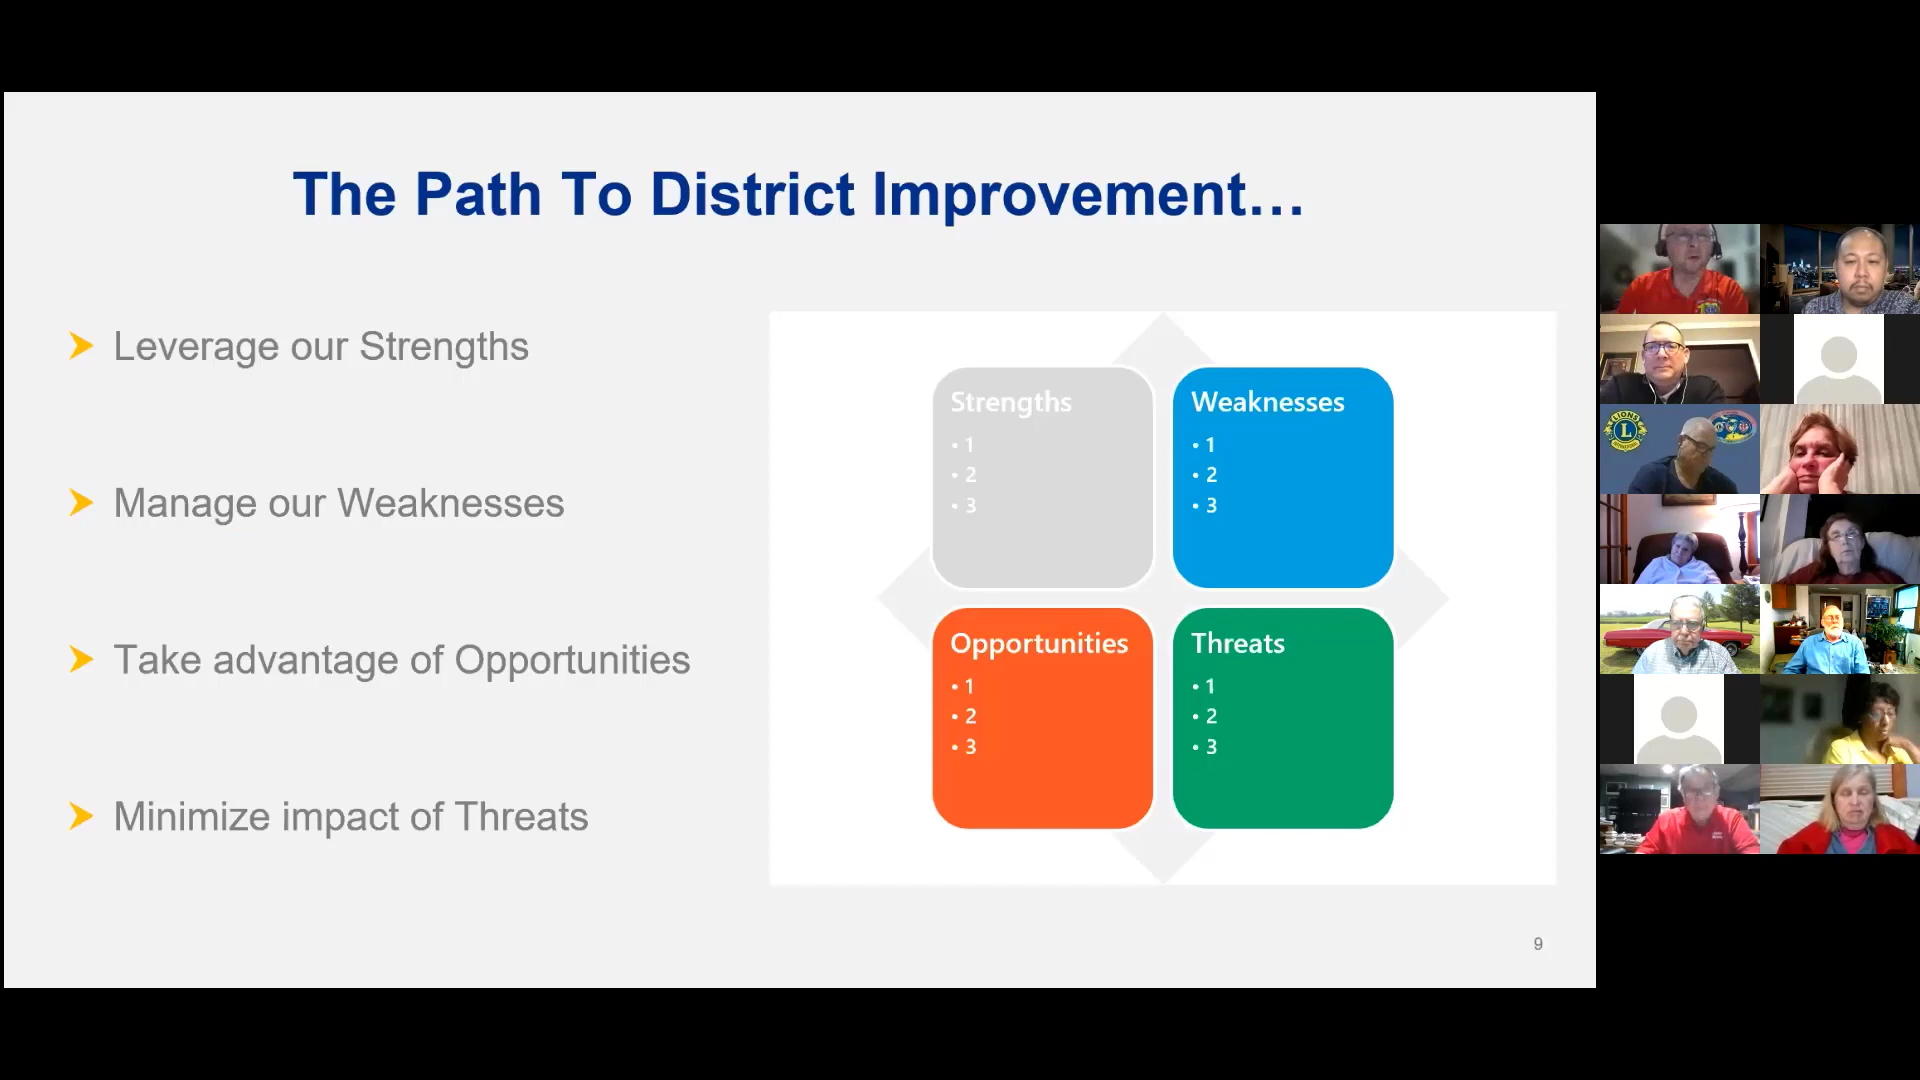 The Path To District Improvement…
Leverage our Strengths
Manage our Weaknesses
Take advantage of Opportunities
Minimize impact of Threats
Strengths
• 1
• 2
• 3
Weaknesses
• 1
• 2
• 3
Opportunities
• 1
• 2
• 3
Threats
• 1
• 2
• 3
9
LIONS
L